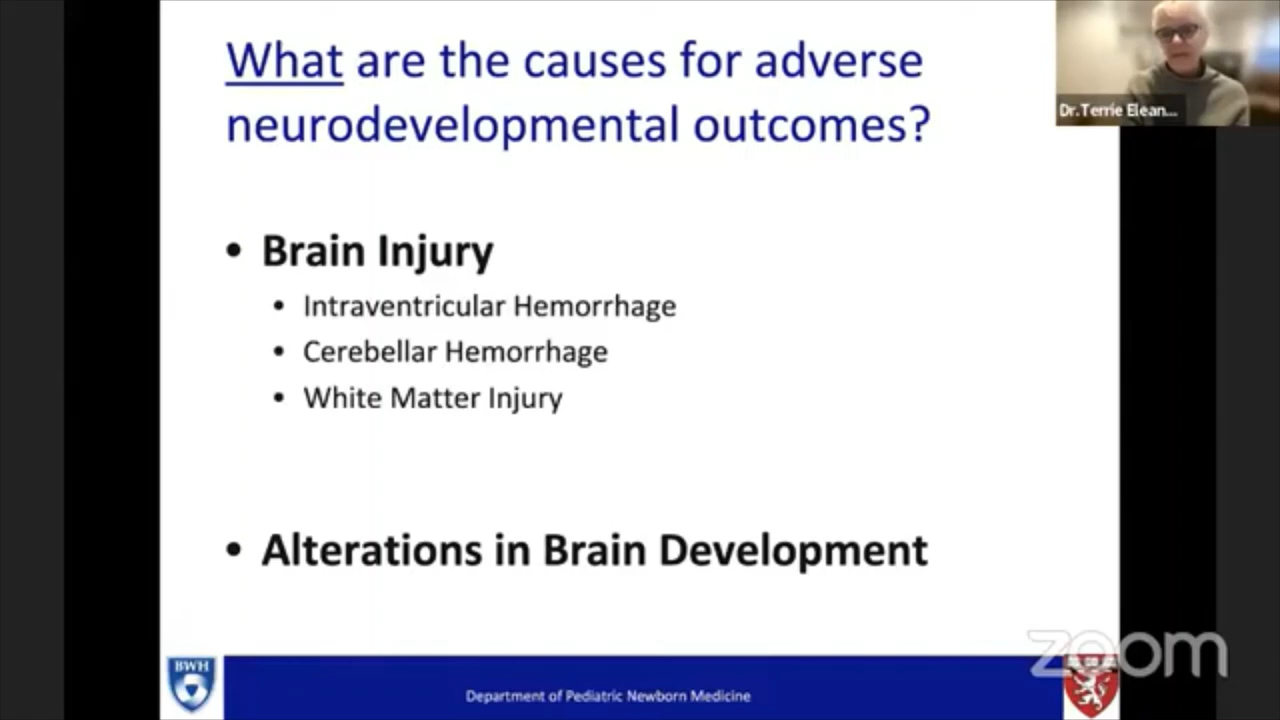 What are the causes for adverse
neurodevelopmental outcomes?
Dr.Terrie Elean...
• Brain Injury
• Intraventricular Hemorrhage
• Cerebellar Hemorrhage
• White Matter Injury
• Alterations in Brain Development
zoom
BWH
Department of Pediatric Newborn Medicine